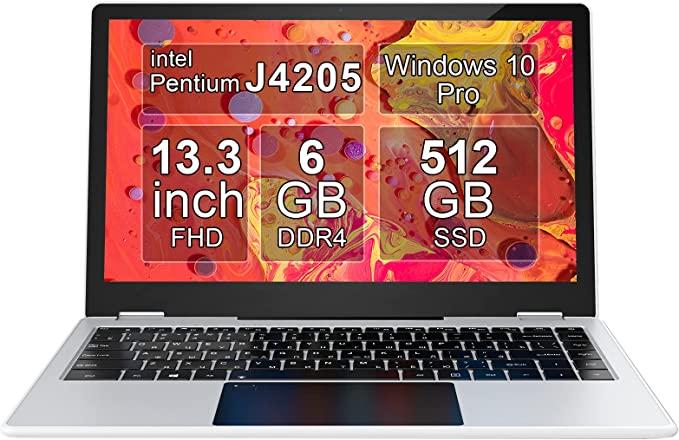 intel
Pentium J4205
Windows 10
Pro
13.3
inch
FHD
6
GB
DDR4
512
GB
SSD